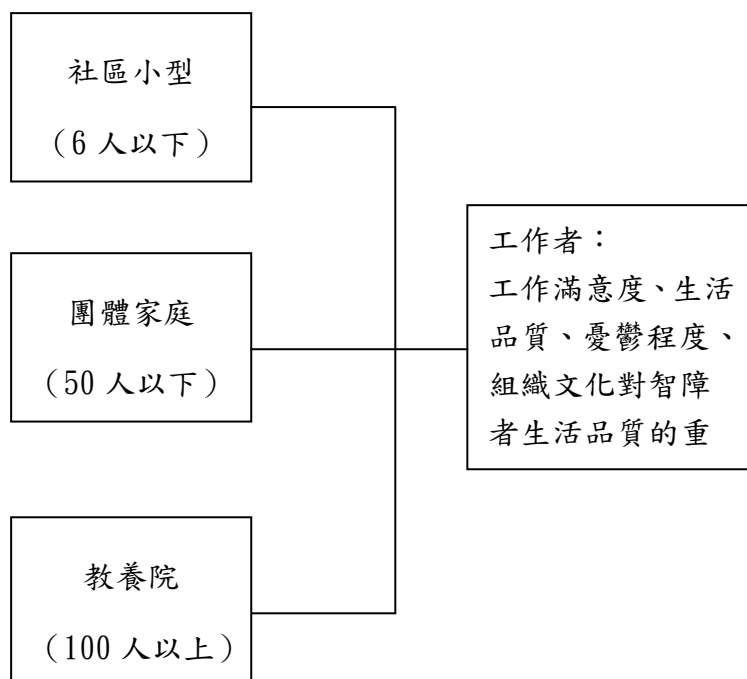 社區小型
（6 人以下）
團體家庭
（50 人以下）
教養院
（100 人以上）
工作者：
工作滿意度、生活
品質、憂鬱程度、
組織文化對智障
者生活品質的重